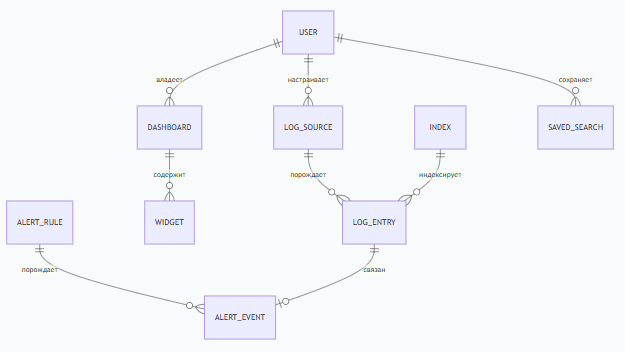 USER
владеет
настраивает
сохраняет
DASHBOARD
LOG_SOURCE
INDEX
SAVED_SEARCH
содержит
порождает
индексирует
ALERT_RULE
WIDGET
LOG_ENTRY
порождает
связан
ALERT_EVENT